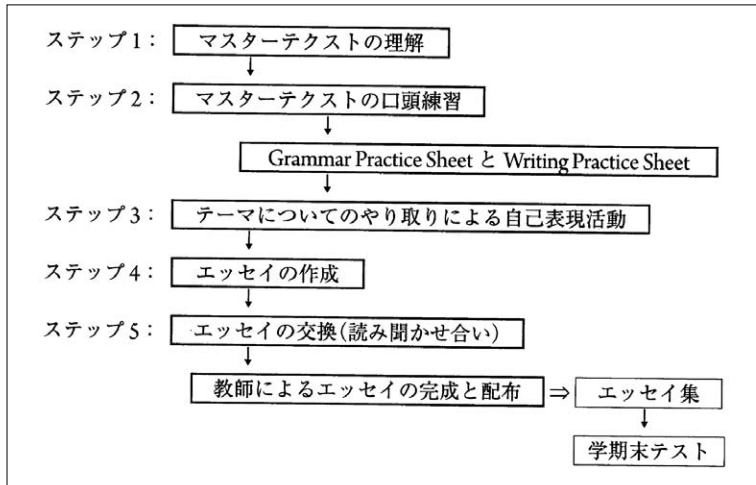 ステップ1： マスターテクストの理解
↓
ステップ2： マスターテクストの口頭練習
↓
Grammar Practice Sheet と Writing Practice Sheet
↓
ステップ3： テーマについてのやり取りによる自己表現活動
↓
ステップ4： エッセイの作成
↓
ステップ5： エッセイの交換(読み聞かせ合い)
↓
教師によるエッセイの完成と配布 ⇒ エッセイ集
↓
学期末テスト